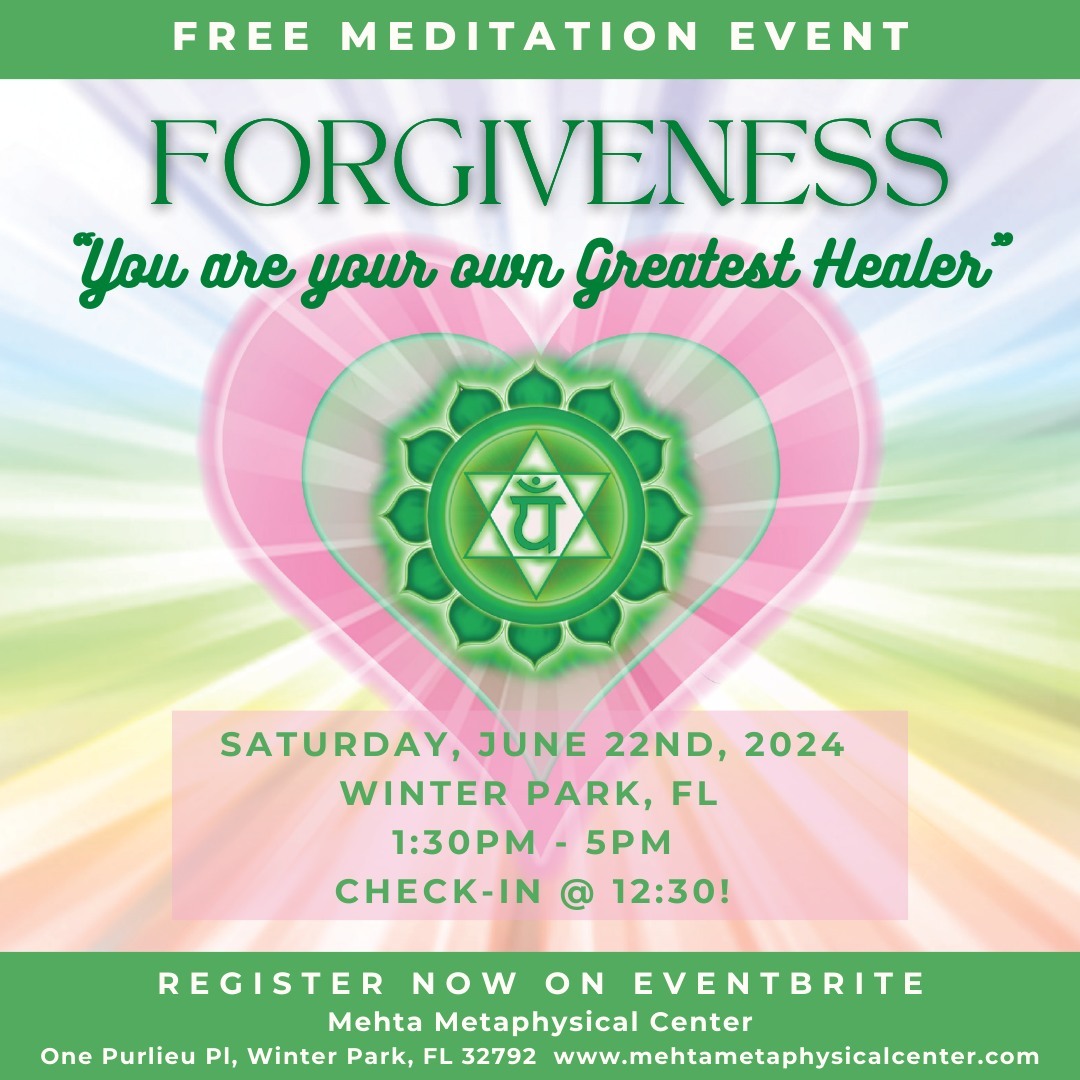 FREE MEDITATION EVENT
FORGIVENESS
"You are your own Greatest Healer"
पं
SATURDAY, JUNE 22ND, 2024
WINTER PARK, FL
1:30PM - 5PM
CHECK-IN @ 12:30!
REGISTER NOW ON EVENTBRITE
Mehta Metaphysical Center
One Purlieu Pl, Winter Park, FL 32792 www.mehtametaphysicalcenter.com